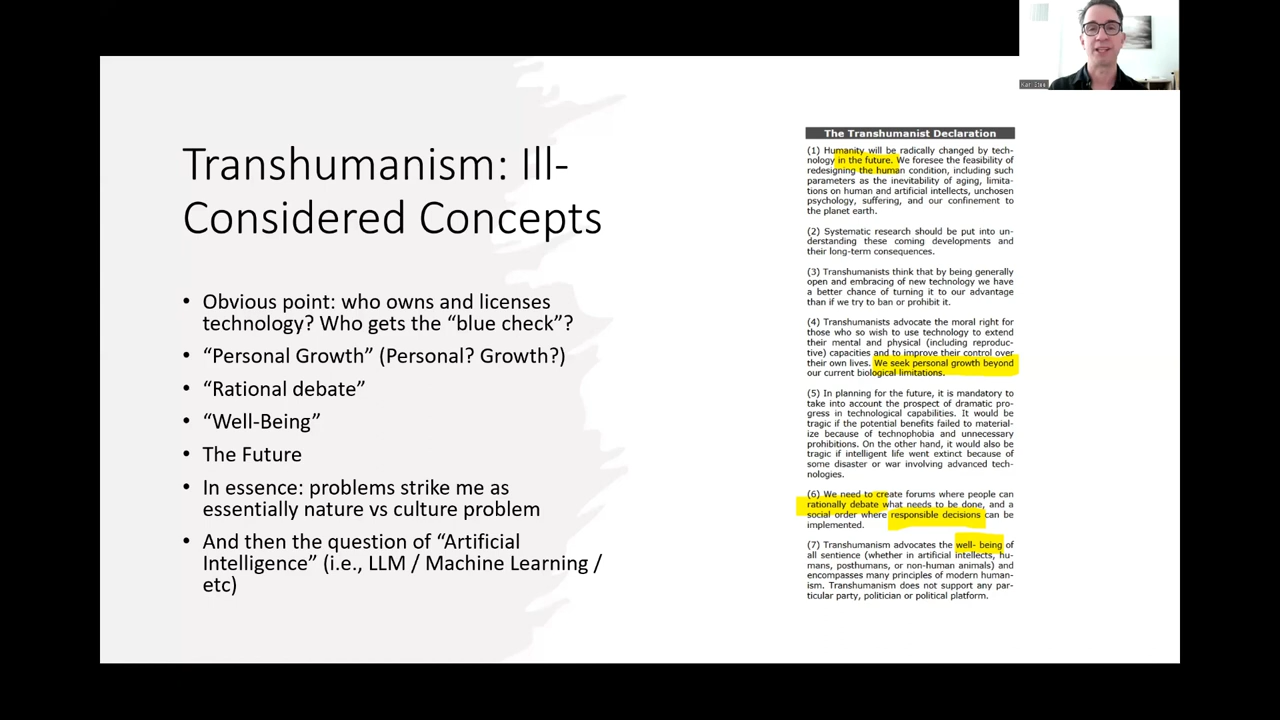 Transhumanism: Ill-
Considered Concepts
• Obvious point: who owns and licenses
technology? Who gets the “blue check”?
• “Personal Growth” (Personal? Growth?)
• “Rational debate”
• “Well-Being”
• The Future
• In essence: problems strike me as
essentially nature vs culture problem
• And then the question of “Artificial
Intelligence” (i.e., LLM / Machine Learning /
etc)
The Transhumanist Declaration
(1) Humanity will be radically changed by tech-
nology in the future. We foresee the feasibility of
redesigning the human condition, including such
parameters as the inevitability of aging, limita-
tions on human and artificial intellects, unchosen
psychology, suffering, and our confinement to
the planet earth.
(2) Systematic research should be put into un-
derstanding these coming developments and
their long-term consequences.
(3) Transhumanists think that by being generally
open and embracing of new technology we have
a better chance of turning it to our advantage
than if we try to ban or prohibit it.
(4) Transhumanists advocate the moral right for
those who so wish to use technology to extend
their mental and physical (including reproduc-
tive) capacities and to improve their control over
their own lives. We seek personal growth beyond
our current biological limitations.
(5) In planning for the future, it is mandatory to
take into account the prospect of dramatic pro-
gress in technological capabilities. It would be
tragic if the potential benefits failed to material-
ize because of technophobia and unnecessary
prohibitions. On the other hand, it would also be
tragic if intelligent life went extinct because of
some disaster or war involving advanced tech-
nologies.
(6) We need to create forums where people can
rationally debate what needs to be done, and a
social order where responsible decisions can be
implemented.
(7) Transhumanism advocates the well- being of
all sentience (whether in artificial intellects, hu-
mans, posthumans, or non-human animals) and
encompasses many principles of modern human-
ism. Transhumanism does not support any par-
ticular party, politician or political platform.